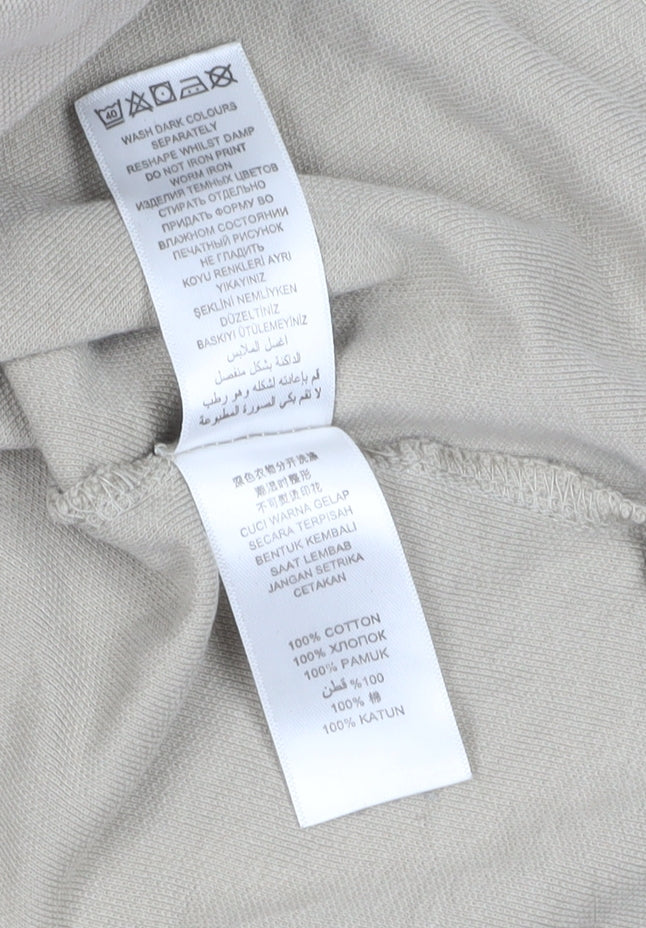 40
WASH DARK COLOURS
SEPARATELY
RESHAPE WHILST DAMP
DO NOT IRON PRINT
WORM IRON
ИЗДЕЛИЯ ТЕМНЫХ ЦВЕТОВ
СТИРАТЬ ОТДЕЛЬНО
ПРИДАТЬ ФОРМУ ВО
ВЛАЖНОМ СОСТОЯНИИ
ПЕЧАТНЫЙ РИСУНОК
НЕ ГЛАДИТЬ
KOYU RENKLERİ AYRI
YIKAYINIZ
ŞEKLİNİ NEMLİYKEN
DÜZELTİNİZ
BASKIYI ÜTÜLEMEYİNİZ
اغسل الملابس
الداكنة بشكل منفصل
قم بإعادته لشكله وهو رطب
لا تقم بكي الصورة المطبوعة
深色衣物分开洗涤
潮湿时整形
不可熨烫印花
CUCI WARNA GELAP
SECARA TERPISAH
BENTUK KEMBALI
SAAT LEMBAB
JANGAN SETRIKA
CETAKAN
100% COTTON
100% ХЛОПОК
100% PAMUK
100% قطن
100% 棉
100% KATUN